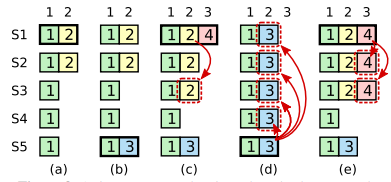 1 2 1 2 1 2 3 1 2 3 1 2 3
S1 1 2 1 2 1 2 4 1 3 1 2 4
S2 1 2 1 2 1 2 1 3 1 2 4
S3 1 1 1 2 1 3 1 2 4
S4 1 1 1 1 3 1
S5 1 1 3 1 3 1 3 1 3
(a) (b) (c) (d) (e)